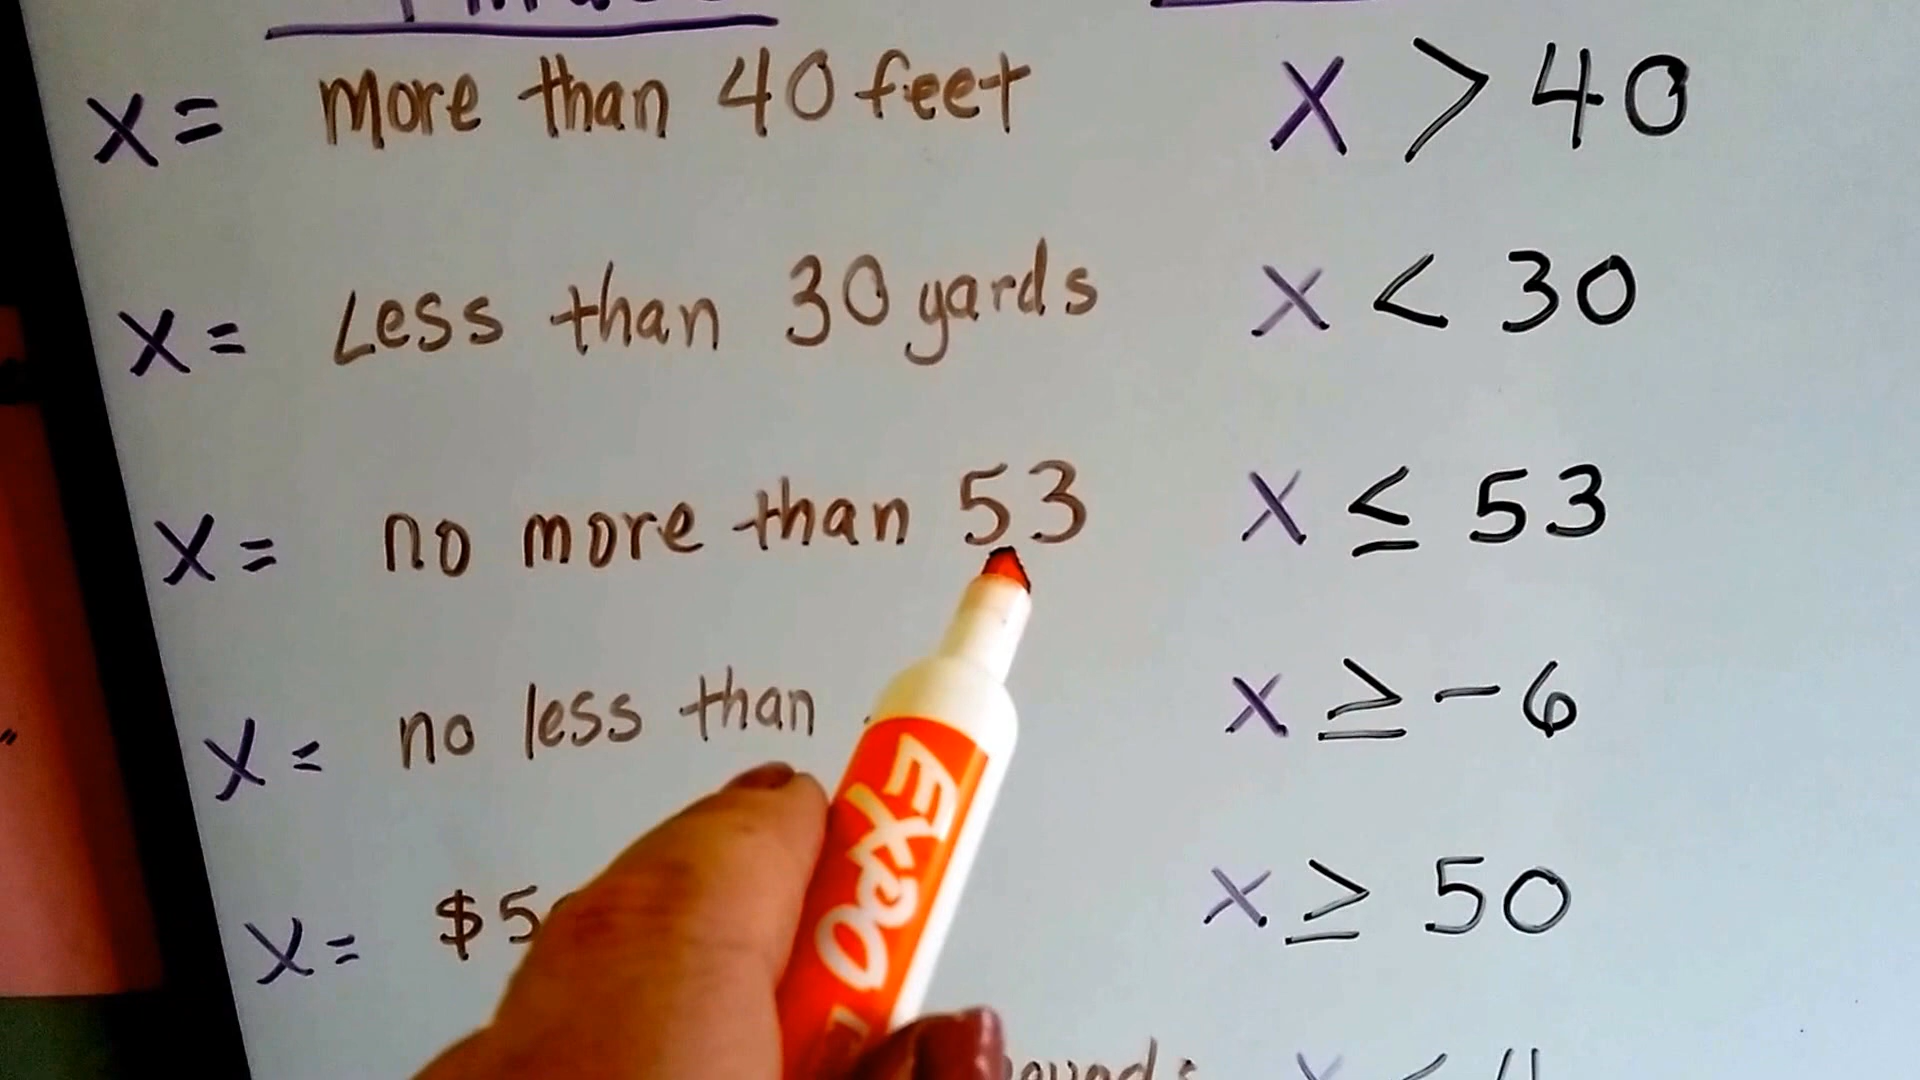 x = more than 40 feet x > 40
x = Less than 30 yards x < 30
x = no more than 53 x ≤ 53
x = no less than x ≥ -6
x = $5 x ≥ 50
EXPO